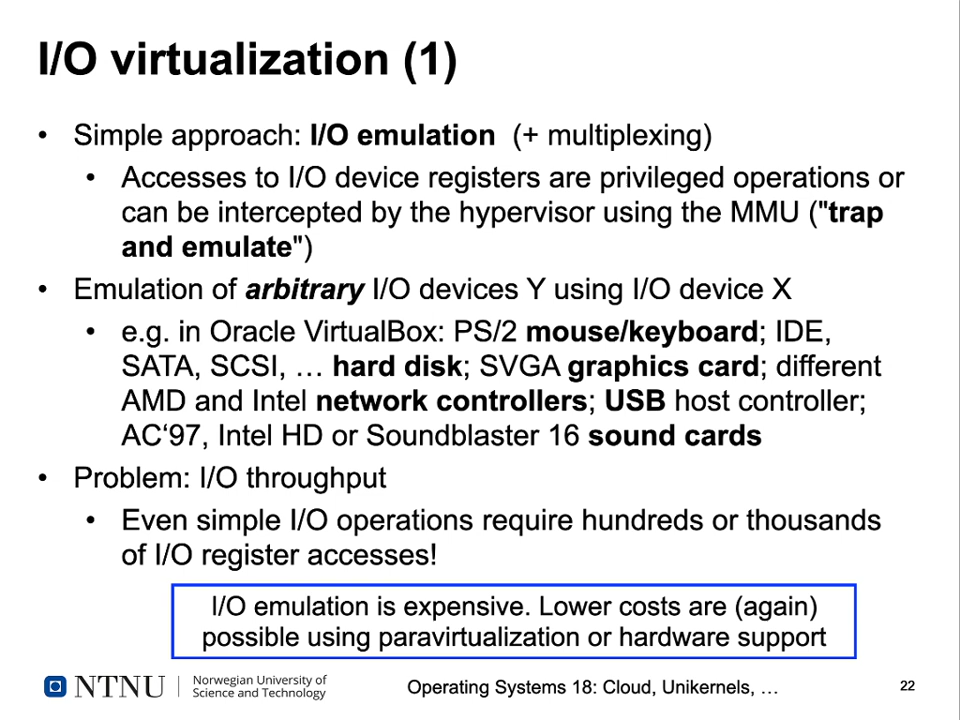 I/O virtualization (1)
• Simple approach: I/O emulation (+ multiplexing)
• Accesses to I/O device registers are privileged operations or
can be intercepted by the hypervisor using the MMU ("trap
and emulate")
• Emulation of arbitrary I/O devices Y using I/O device X
• e.g. in Oracle VirtualBox: PS/2 mouse/keyboard; IDE,
SATA, SCSI, … hard disk; SVGA graphics card; different
AMD and Intel network controllers; USB host controller;
AC‘97, Intel HD or Soundblaster 16 sound cards
• Problem: I/O throughput
• Even simple I/O operations require hundreds or thousands
of I/O register accesses!
I/O emulation is expensive. Lower costs are (again)
possible using paravirtualization or hardware support
NTNU
Norwegian University of
Science and Technology
Operating Systems 18: Cloud, Unikernels, …
22